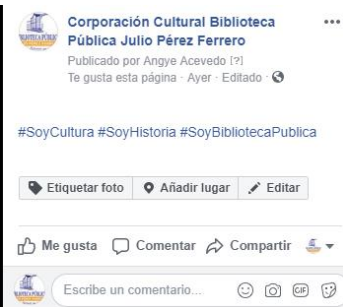 Corporación Cultural Biblioteca
Pública Julio Pérez Ferrero
Publicado por Angye Acevedo [?]
Te gusta esta página · Ayer · Editado ·
#SoyCultura #SoyHistoria #SoyBibliotecaPublica
Etiquetar foto Añadir lugar Editar
Me gusta Comentar Compartir
Escribe un comentario... GIF